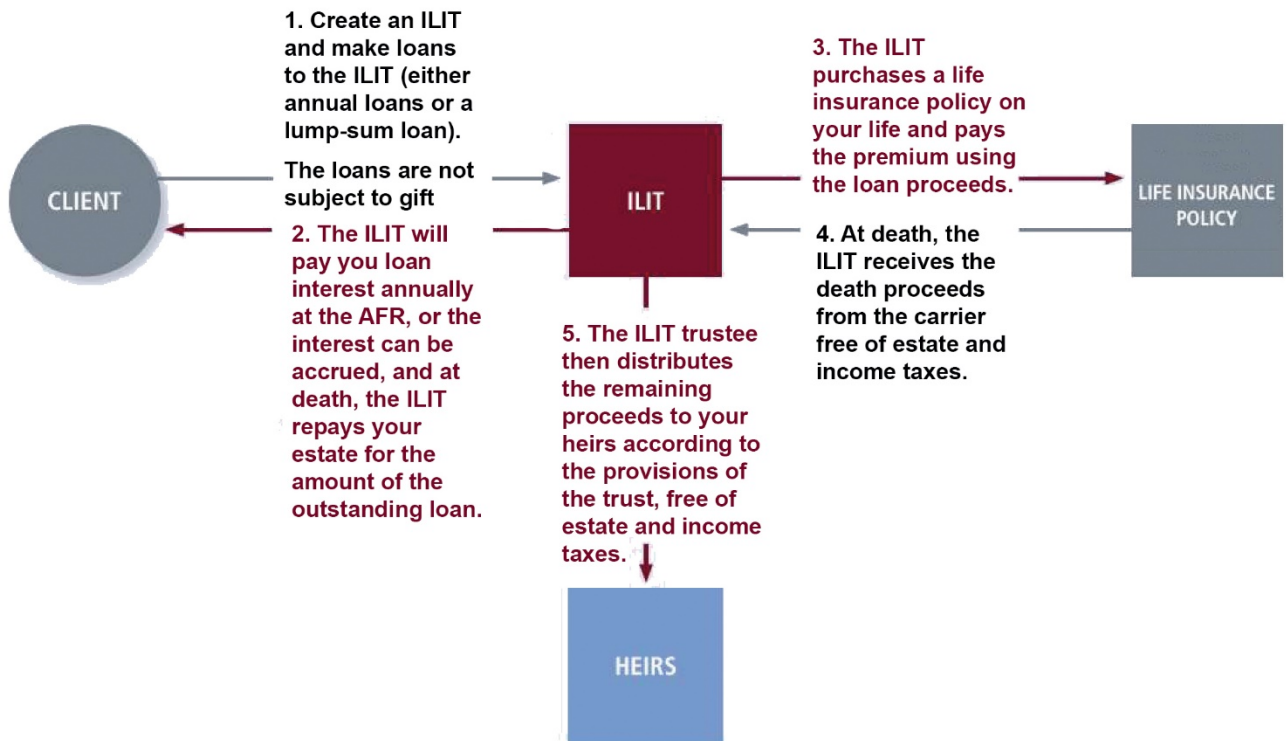 1. Create an ILIT
and make loans
to the ILIT (either
annual loans or a
lump-sum loan).
The loans are not
subject to gift
CLIENT
2. The ILIT will
pay you loan
interest annually
at the AFR, or the
interest can be
accrued, and at
death, the ILIT
repays your
estate for the
amount of the
outstanding loan.
ILIT
3. The ILIT
purchases a life
insurance policy on
your life and pays
the premium using
the loan proceeds.
LIFE INSURANCE
POLICY
4. At death, the
ILIT receives the
death proceeds
from the carrier
free of estate and
income taxes.
5. The ILIT trustee
then distributes
the remaining
proceeds to your
heirs according to
the provisions of
the trust, free of
estate and income
taxes.
HEIRS